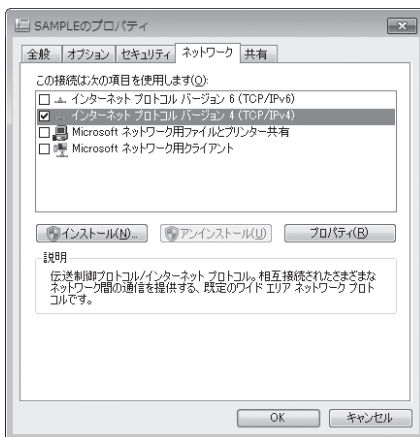 SAMPLEのプロパティ
全般 オプション セキュリティ ネットワーク 共有
この接続は次の項目を使用します(O):
インターネット プロトコル バージョン 6 (TCP/IPv6)
インターネット プロトコル バージョン 4 (TCP/IPv4)
Microsoft ネットワーク用ファイルとプリンター共有
Microsoft ネットワーク用クライアント
インストール(N)... アンインストール(U) プロパティ(R)
説明
伝送制御プロトコル/インターネット プロトコル。相互接続されたさまざまな
ネットワーク間の通信を提供する、既定のワイド エリア ネットワーク プロト
コルです。
OK キャンセル